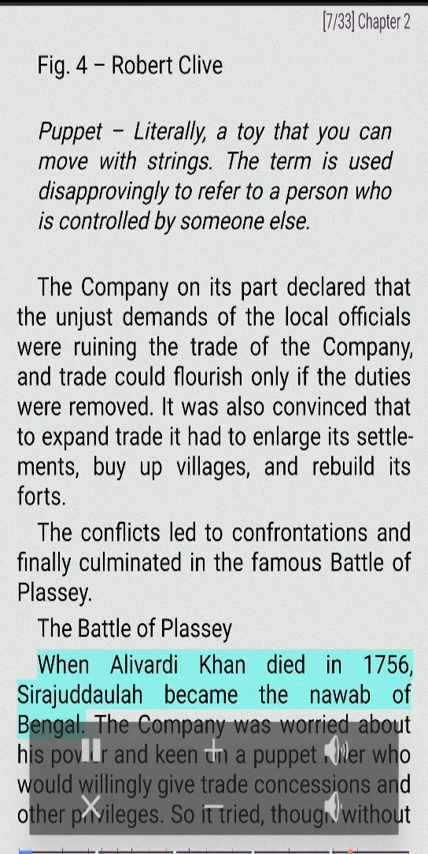 [7/33] Chapter 2
Fig. 4 – Robert Clive
Puppet – Literally, a toy that you can
move with strings. The term is used
disapprovingly to refer to a person who
is controlled by someone else.
The Company on its part declared that
the unjust demands of the local officials
were ruining the trade of the Company,
and trade could flourish only if the duties
were removed. It was also convinced that
to expand trade it had to enlarge its settle-
ments, buy up villages, and rebuild its
forts.
The conflicts led to confrontations and
finally culminated in the famous Battle of
Plassey.
The Battle of Plassey
When Alivardi Khan died in 1756,
Sirajuddaulah became the nawab of
Bengal. The Company was worried about
his power and keen on a puppet ruler who
would willingly give trade concessions and
other privileges. So it tried, though without